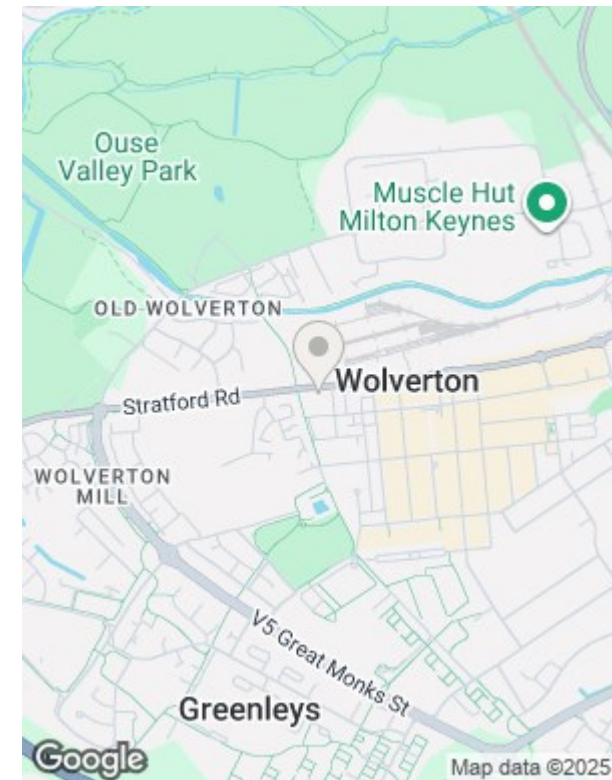 Ouse
Valley Park
Muscle Hut
Milton Keynes
OLD WOLVERTON
Wolverton
Stratford Rd
WOLVERTON
MILL
V5 Great Monks St
Greenleys
Google
Map data ©2025